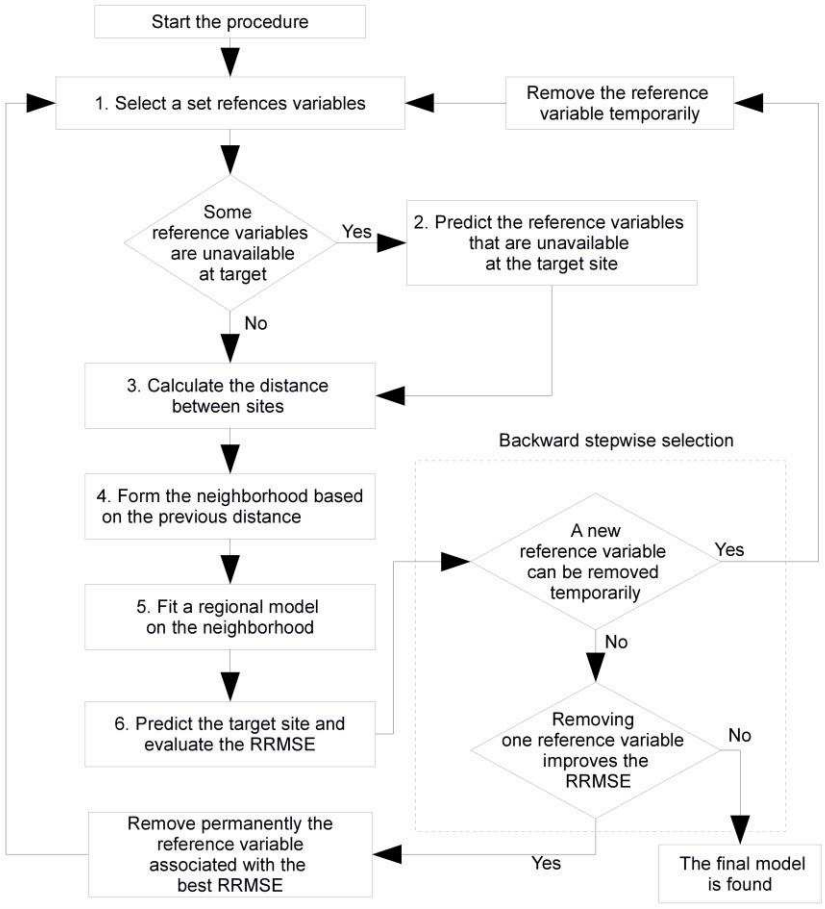 Start the procedure
1. Select a set refences variables
Remove the reference
variable temporarily
Some
reference variables
are unavailable
at target
Yes
2. Predict the reference variables
that are unavailable
at the target site
No
3. Calculate the distance
between sites
Backward stepwise selection
4. Form the neighborhood based
on the previous distance
A new
reference variable
can be removed
temporarily
Yes
5. Fit a regional model
on the neighborhood
No
6. Predict the target site and
evaluate the RRMSE
Removing
one reference variable
improves the
RRMSE
No
Remove permanently the
reference variable
associated with the
best RRMSE
Yes
The final model
is found